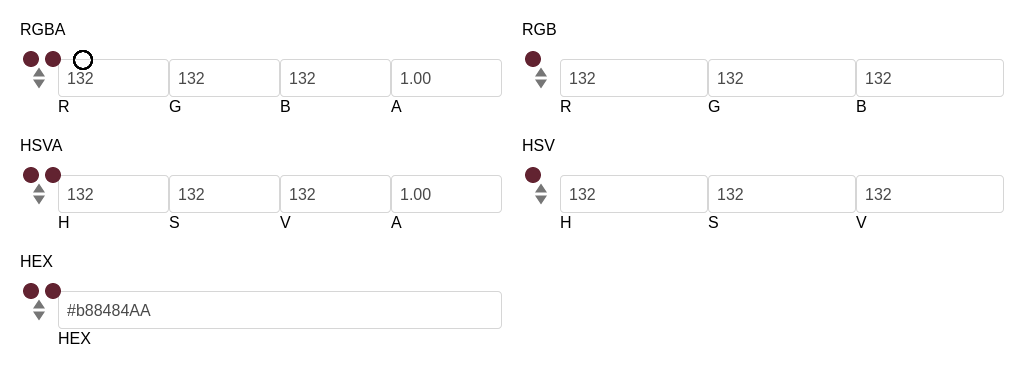 RGBA RGB
132 132 132 1.00 132 132 132
R G B A R G B
HSVA HSV
132 132 132 1.00 132 132 132
H S V A H S V
HEX
#b88484AA
HEX